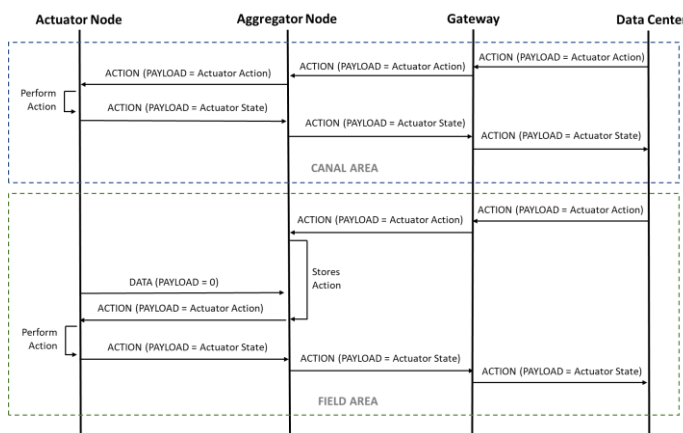 Actuator Node
Aggregator Node
Gateway
Data Center
ACTION (PAYLOAD = Actuator Action)
ACTION (PAYLOAD = Actuator Action)
ACTION (PAYLOAD = Actuator Action)
Perform
Action
ACTION (PAYLOAD = Actuator State)
ACTION (PAYLOAD = Actuator State)
ACTION (PAYLOAD = Actuator State)
CANAL AREA
ACTION (PAYLOAD = Actuator Action)
ACTION (PAYLOAD = Actuator Action)
Stores
Action
DATA (PAYLOAD = 0)
ACTION (PAYLOAD = Actuator Action)
Perform
Action
ACTION (PAYLOAD = Actuator State)
ACTION (PAYLOAD = Actuator State)
ACTION (PAYLOAD = Actuator State)
FIELD AREA